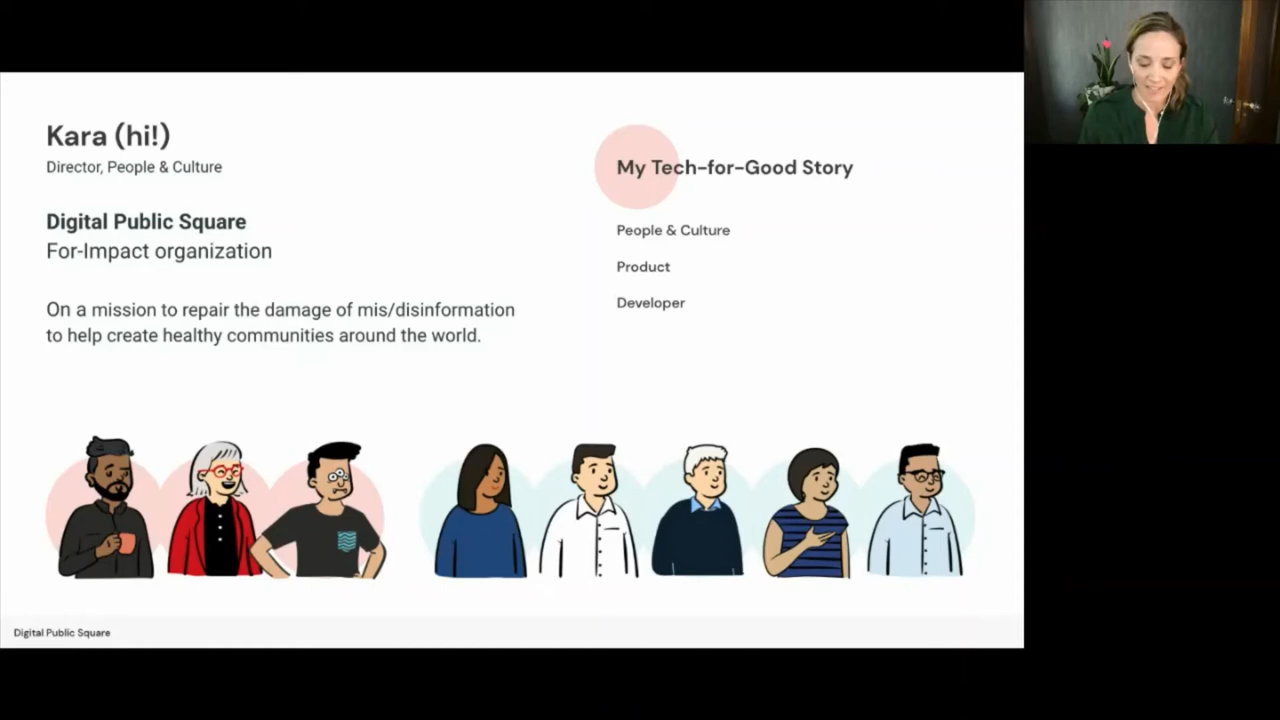 Kara (hi!)
Director, People & Culture
Digital Public Square
For-Impact organization
On a mission to repair the damage of mis/disinformation
to help create healthy communities around the world.
My Tech-for-Good Story
People & Culture
Product
Developer
Digital Public Square